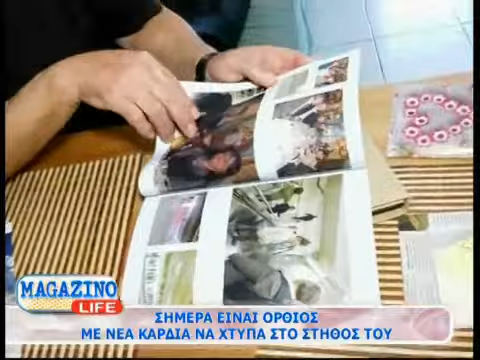 MAGAZINO
LIFE
ΣΗΜΕΡΑ ΕΙΝΑΙ ΟΡΘΙΟΣ
ΜΕ ΝΕΑ ΚΑΡΔΙΑ ΝΑ ΧΤΥΠΑ ΣΤΟ ΣΤΗΘΟΣ ΤΟΥ